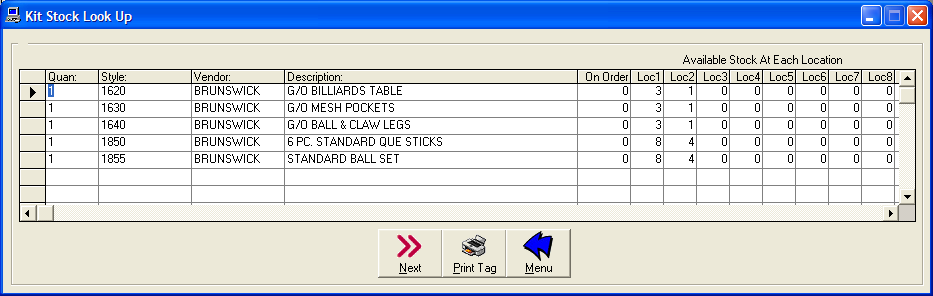 Kit Stock Look Up
Available Stock At Each Location
Quan: Style: Vendor: Description: On Order Loc1 Loc2 Loc3 Loc4 Loc5 Loc6 Loc7 Loc8
1 1620 BRUNSWICK G/O BILLIARDS TABLE 0 3 1 0 0 0 0 0 0
1 1630 BRUNSWICK G/O MESH POCKETS 0 3 1 0 0 0 0 0 0
1 1640 BRUNSWICK G/O BALL & CLAW LEGS 0 3 1 0 0 0 0 0 0
1 1850 BRUNSWICK 6 PC. STANDARD QUE STICKS 0 8 4 0 0 0 0 0 0
1 1855 BRUNSWICK STANDARD BALL SET 0 8 4 0 0 0 0 0 0
Next Print Tag Menu